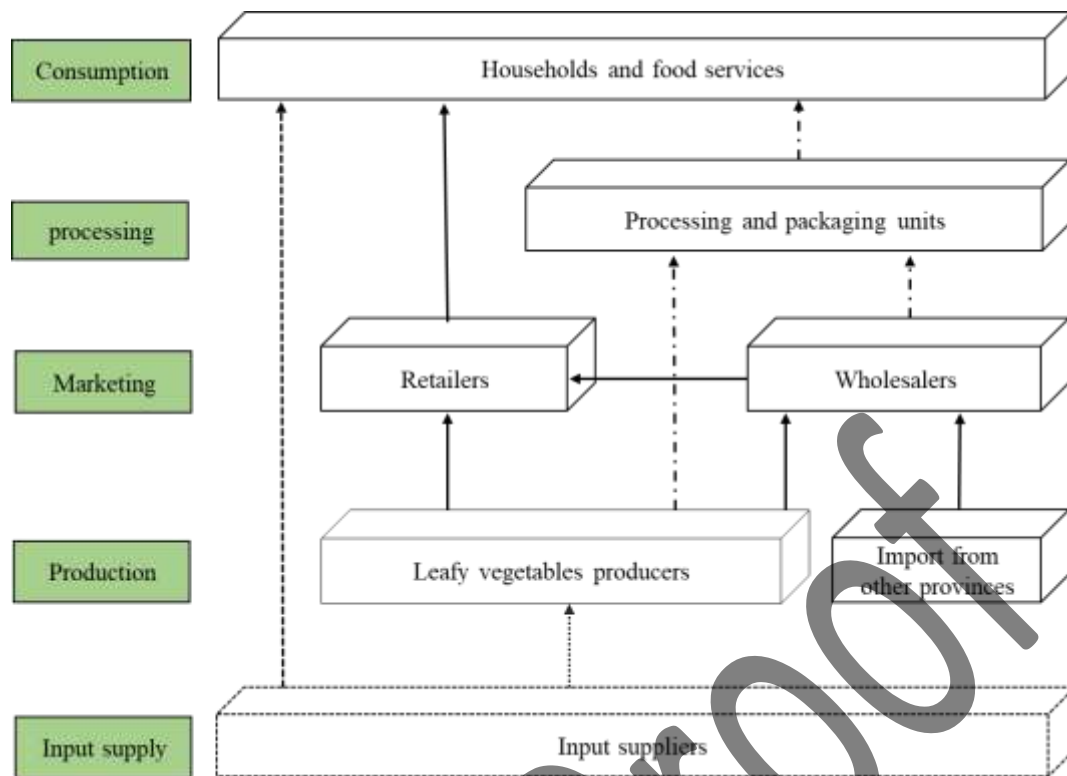 Consumption
Households and food services
processing
Processing and packaging units
Marketing
Retailers
Wholesalers
Production
Leafy vegetables producers
Import from
other provinces
Input supply
Input suppliers
Proof